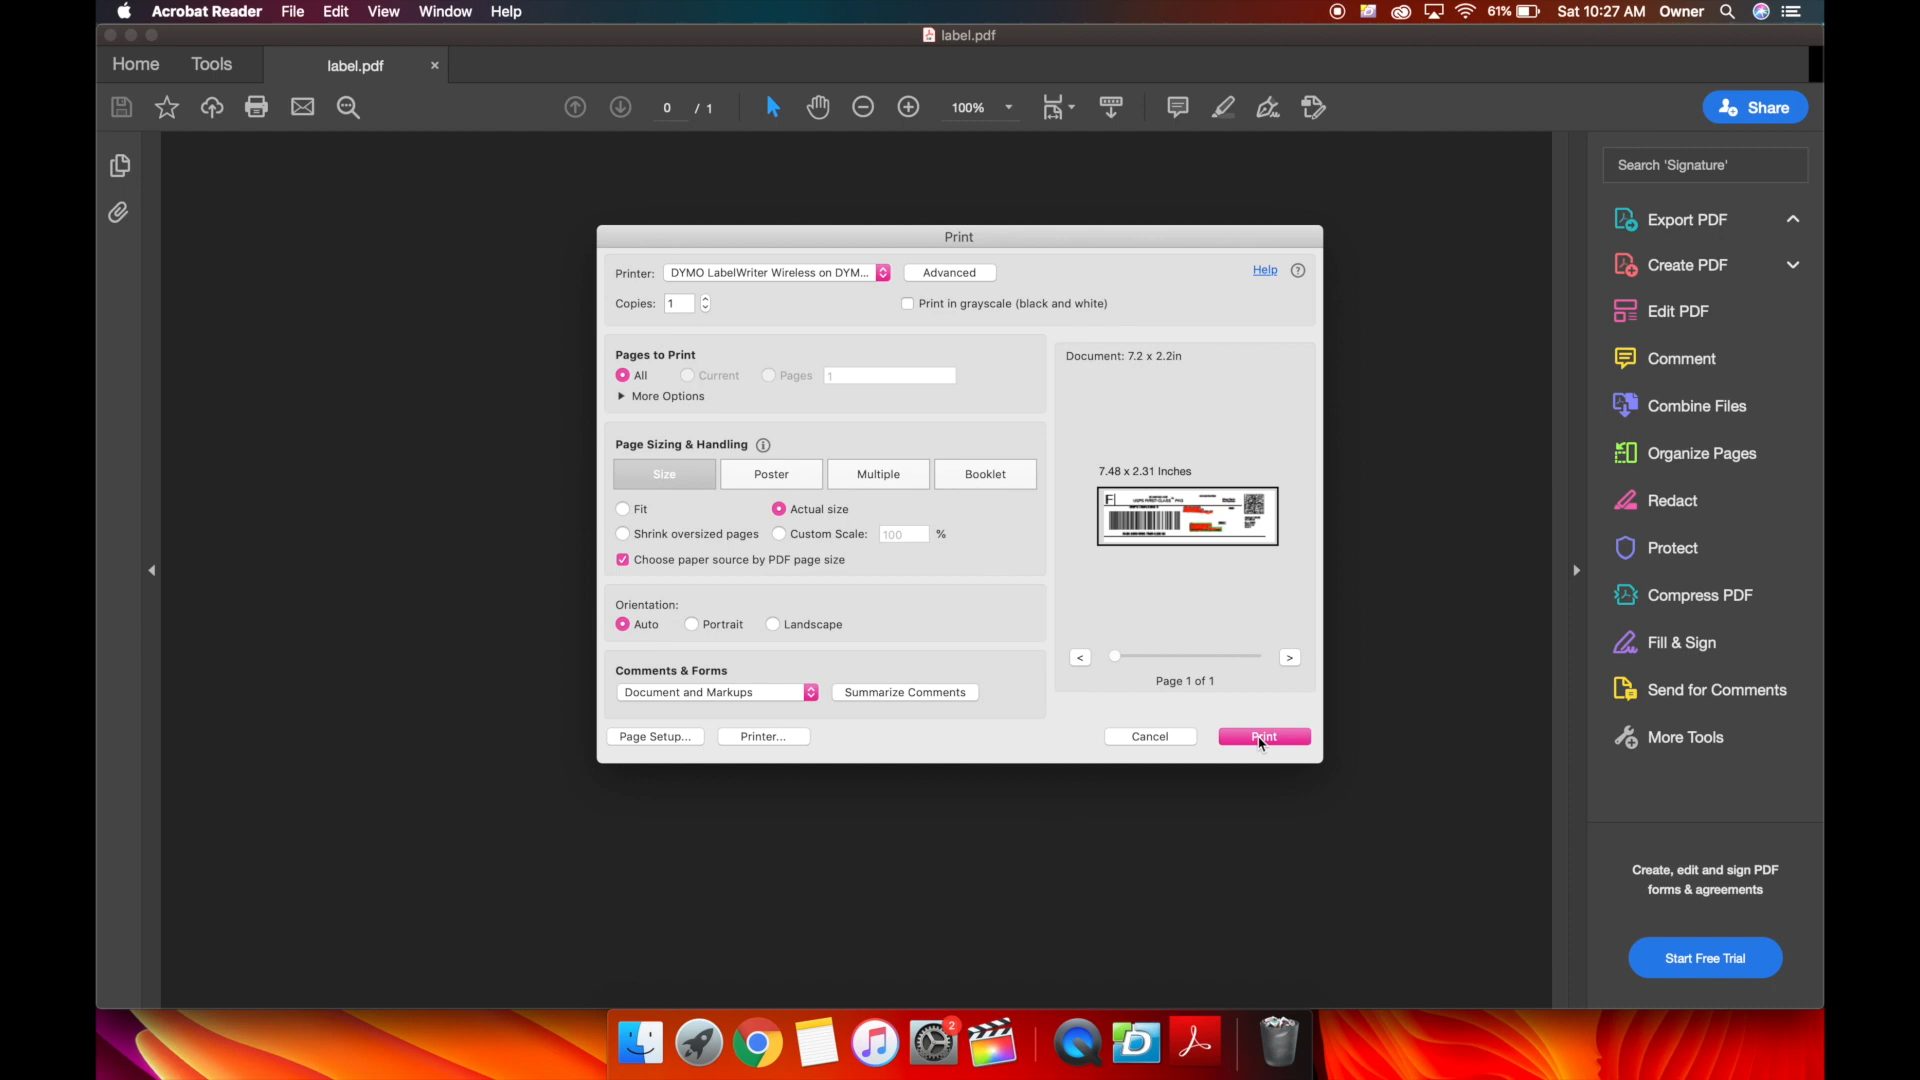 Acrobat Reader File Edit View Window Help 61% Sat 10:27 AM Owner
label.pdf
Home Tools label.pdf ×
0 / 1 100% Share
Search 'Signature'
Export PDF
Create PDF
Edit PDF
Comment
Combine Files
Organize Pages
Redact
Protect
Compress PDF
Fill & Sign
Send for Comments
More Tools
Create, edit and sign PDF
forms & agreements
Start Free Trial
Print
Printer: DYMO LabelWriter Wireless on DYM... Advanced Help ?
Copies: 1 Print in grayscale (black and white)
Pages to Print
All Current Pages 1
More Options
Page Sizing & Handling i
Size Poster Multiple Booklet
Fit Actual size
Shrink oversized pages Custom Scale: 100 %
Choose paper source by PDF page size
Orientation:
Auto Portrait Landscape
Comments & Forms
Document and Markups Summarize Comments
Document: 7.2 x 2.2in
7.48 x 2.31 Inches
F
< >
Page 1 of 1
Page Setup... Printer... Cancel Print
2